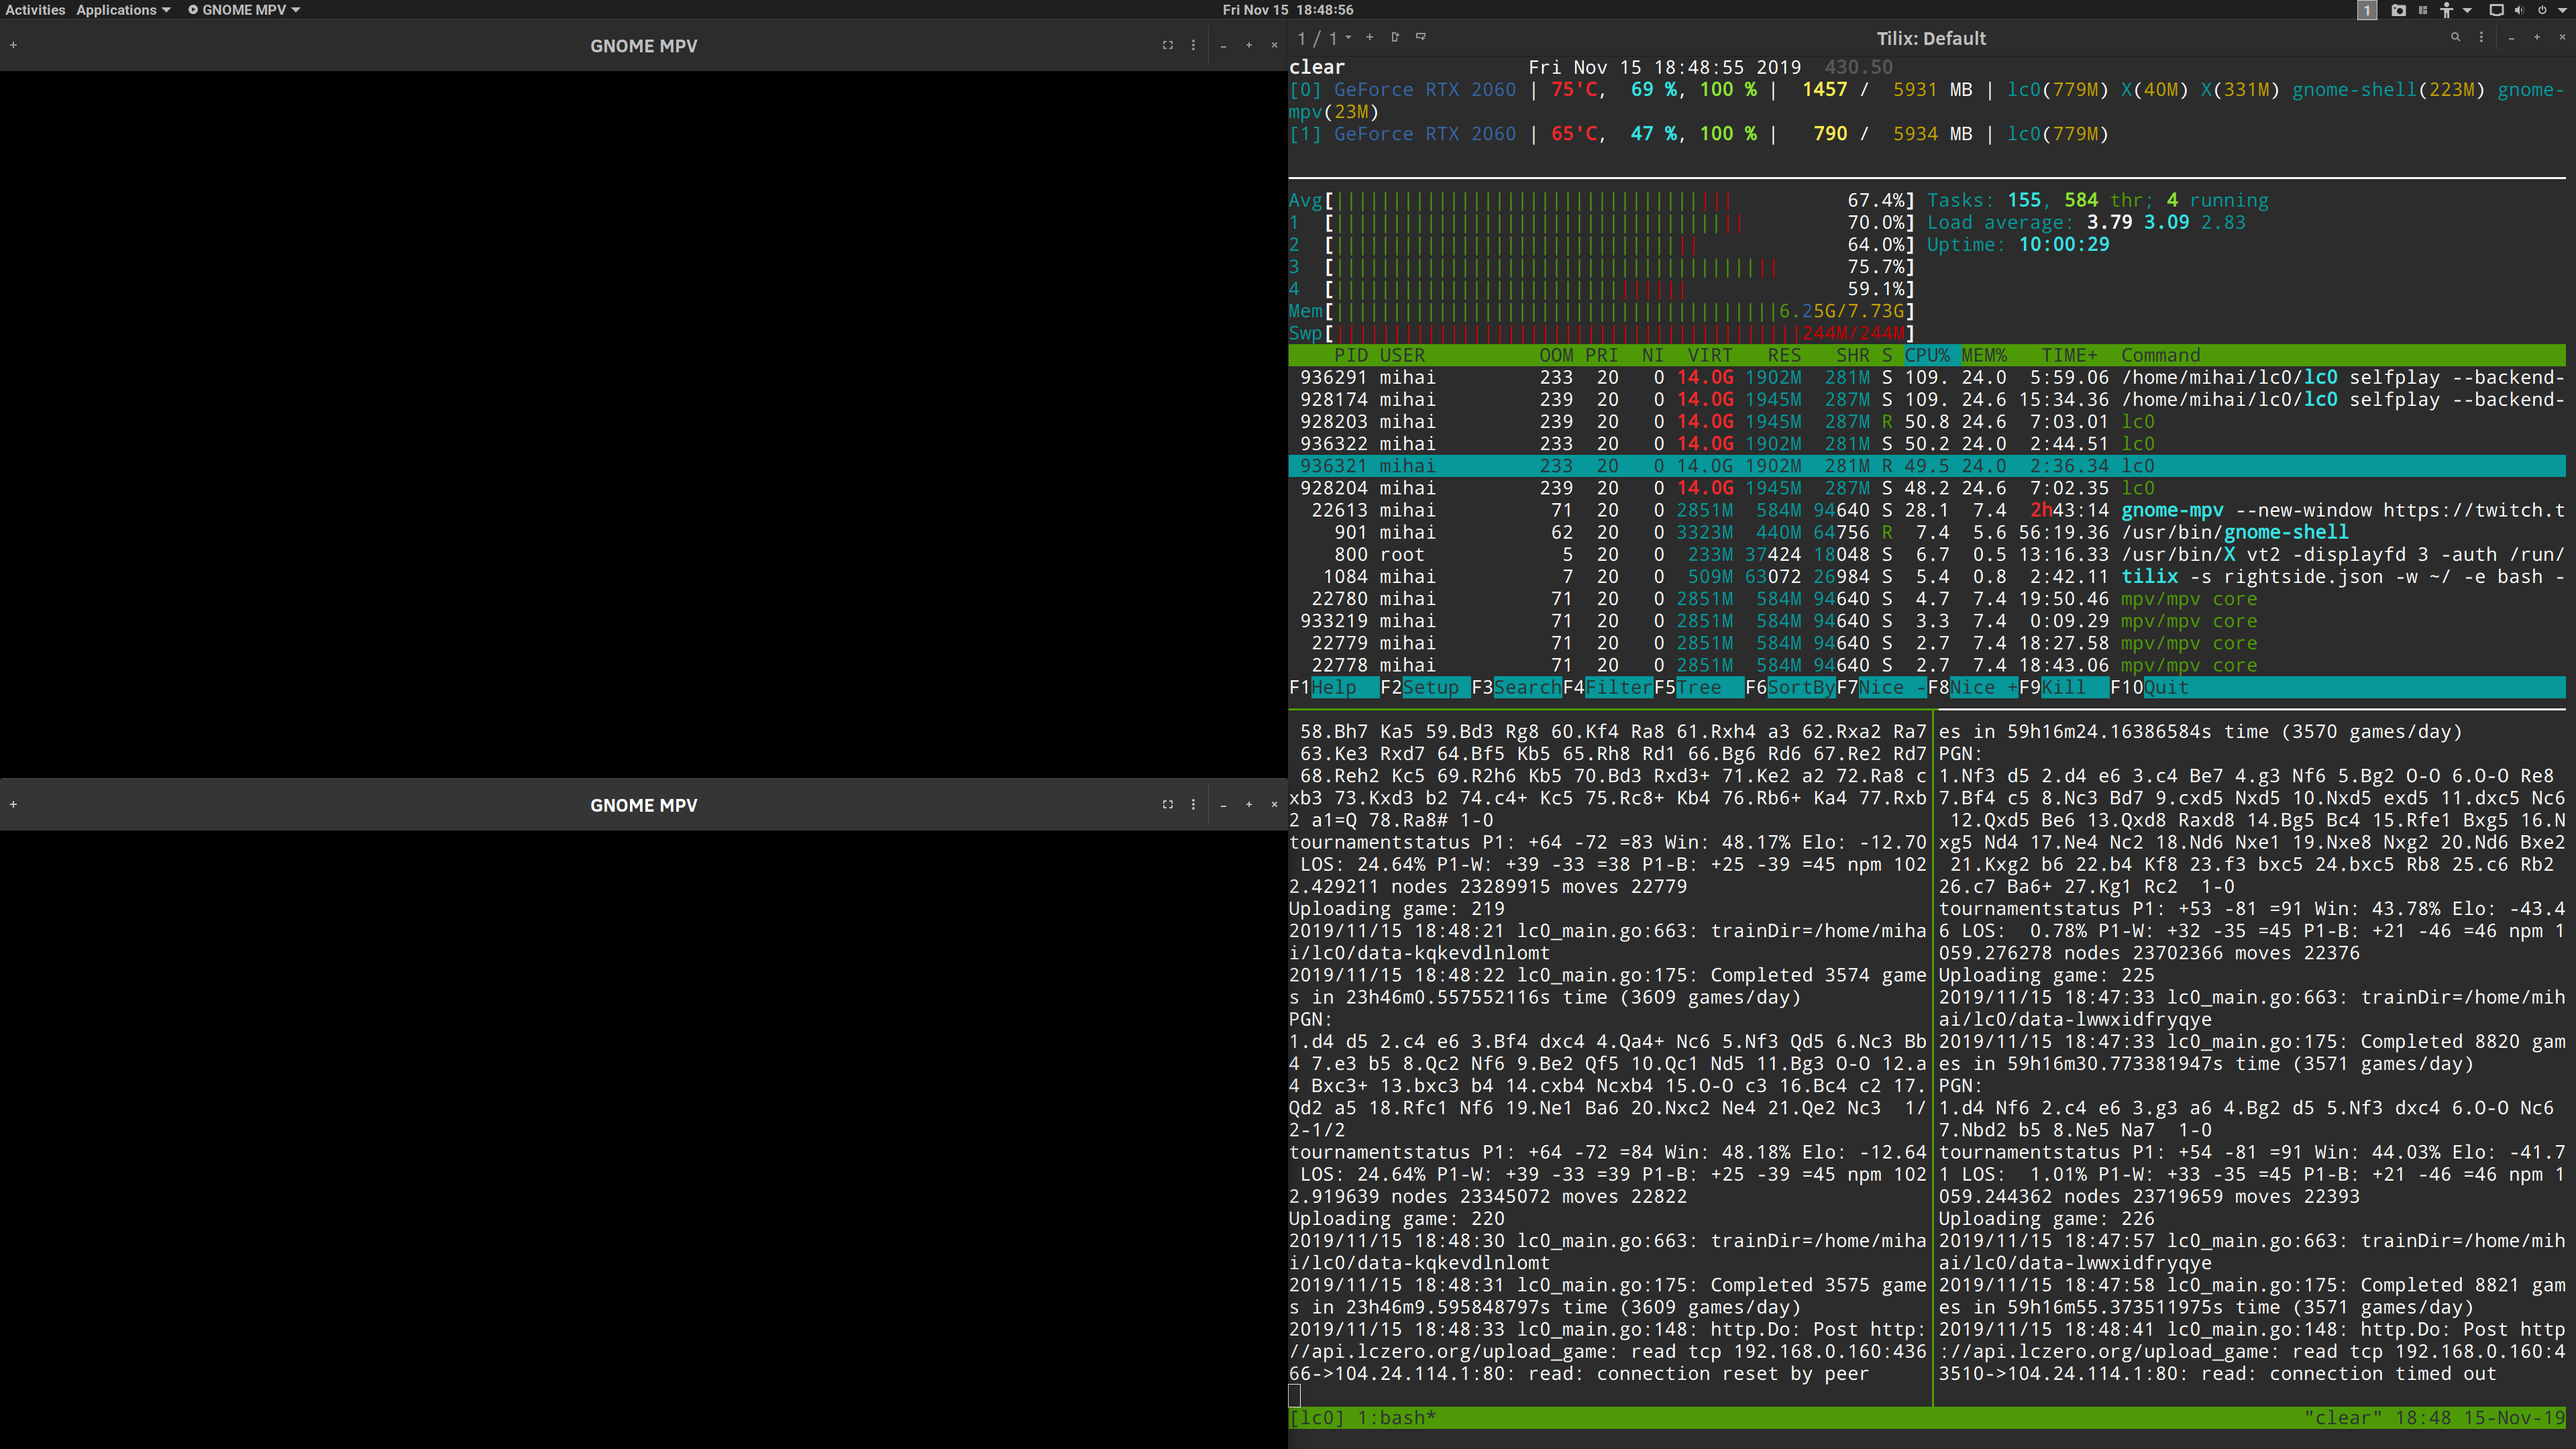 Activities Applications GNOME MPV Fri Nov 15 18:48:56 1
GNOME MPV
GNOME MPV
1 / 1 Tilix: Default
clear Fri Nov 15 18:48:55 2019 430.50
[0] GeForce RTX 2060 | 75'C, 69 %, 100 % | 1457 / 5931 MB | lc0(779M) X(40M) X(331M) gnome-shell(223M) gnome-
mpv(23M)
[1] GeForce RTX 2060 | 65'C, 47 %, 100 % | 790 / 5934 MB | lc0(779M)
Avg[ 67.4%] Tasks: 155, 584 thr; 4 running
1 [ 70.0%] Load average: 3.79 3.09 2.83
2 [ 64.0%] Uptime: 10:00:29
3 [ 75.7%]
4 [ 59.1%]
Mem[ 6.25G/7.73G]
Swp[ 244M/244M]
PID USER OOM PRI NI VIRT RES SHR S CPU% MEM% TIME+ Command
936291 mihai 233 20 0 14.0G 1902M 281M S 109. 24.0 5:59.06 /home/mihai/lc0/lc0 selfplay --backend-
928174 mihai 239 20 0 14.0G 1945M 287M S 109. 24.6 15:34.36 /home/mihai/lc0/lc0 selfplay --backend-
928203 mihai 239 20 0 14.0G 1945M 287M R 50.8 24.6 7:03.01 lc0
936322 mihai 233 20 0 14.0G 1902M 281M S 50.2 24.0 2:44.51 lc0
936321 mihai 233 20 0 14.0G 1902M 281M R 49.5 24.0 2:36.34 lc0
928204 mihai 239 20 0 14.0G 1945M 287M S 48.2 24.6 7:02.35 lc0
22613 mihai 71 20 0 2851M 584M 94640 S 28.1 7.4 2h43:14 gnome-mpv --new-window https://twitch.t
901 mihai 62 20 0 3323M 440M 64756 R 7.4 5.6 56:19.36 /usr/bin/gnome-shell
800 root 5 20 0 233M 37424 18048 S 6.7 0.5 13:16.33 /usr/bin/X vt2 -displayfd 3 -auth /run/
1084 mihai 7 20 0 509M 63072 26984 S 5.4 0.8 2:42.11 tilix -s rightside.json -w ~/ -e bash -
22780 mihai 71 20 0 2851M 584M 94640 S 4.7 7.4 19:50.46 mpv/mpv core
933219 mihai 71 20 0 2851M 584M 94640 S 3.3 7.4 0:09.29 mpv/mpv core
22779 mihai 71 20 0 2851M 584M 94640 S 2.7 7.4 18:27.58 mpv/mpv core
22778 mihai 71 20 0 2851M 584M 94640 S 2.7 7.4 18:43.06 mpv/mpv core
F1Help F2Setup F3SearchF4FilterF5Tree F6SortByF7Nice -F8Nice +F9Kill F10Quit
58.Bh7 Ka5 59.Bd3 Rg8 60.Kf4 Ra8 61.Rxh4 a3 62.Rxa2 Ra7
63.Ke3 Rxd7 64.Bf5 Kb5 65.Rh8 Rd1 66.Bg6 Rd6 67.Re2 Rd7
68.Reh2 Kc5 69.R2h6 Kb5 70.Bd3 Rxd3+ 71.Ke2 a2 72.Ra8 c
xb3 73.Kxd3 b2 74.c4+ Kc5 75.Rc8+ Kb4 76.Rb6+ Ka4 77.Rxb
2 a1=Q 78.Ra8# 1-0
tournamentstatus P1: +64 -72 =83 Win: 48.17% Elo: -12.70
LOS: 24.64% P1-W: +39 -33 =38 P1-B: +25 -39 =45 npm 102
2.429211 nodes 23289915 moves 22779
Uploading game: 219
2019/11/15 18:48:21 lc0_main.go:663: trainDir=/home/miha
i/lc0/data-kqkevdlnlomt
2019/11/15 18:48:22 lc0_main.go:175: Completed 3574 game
s in 23h46m0.557552116s time (3609 games/day)
PGN:
1.d4 d5 2.c4 e6 3.Bf4 dxc4 4.Qa4+ Nc6 5.Nf3 Qd5 6.Nc3 Bb
4 7.e3 b5 8.Qc2 Nf6 9.Be2 Qf5 10.Qc1 Nd5 11.Bg3 O-O 12.a
4 Bxc3+ 13.bxc3 b4 14.cxb4 Ncxb4 15.O-O c3 16.Bc4 c2 17.
Qd2 a5 18.Rfc1 Nf6 19.Ne1 Ba6 20.Nxc2 Ne4 21.Qe2 Nc3 1/
2-1/2
tournamentstatus P1: +64 -72 =84 Win: 48.18% Elo: -12.64
LOS: 24.64% P1-W: +39 -33 =39 P1-B: +25 -39 =45 npm 102
2.919639 nodes 23345072 moves 22822
Uploading game: 220
2019/11/15 18:48:30 lc0_main.go:663: trainDir=/home/miha
i/lc0/data-kqkevdlnlomt
2019/11/15 18:48:31 lc0_main.go:175: Completed 3575 game
s in 23h46m9.595848797s time (3609 games/day)
2019/11/15 18:48:33 lc0_main.go:148: http.Do: Post http:
//api.lczero.org/upload_game: read tcp 192.168.0.160:436
66->104.24.114.1:80: read: connection reset by peer
es in 59h16m24.16386584s time (3570 games/day)
PGN:
1.Nf3 d5 2.d4 e6 3.c4 Be7 4.g3 Nf6 5.Bg2 O-O 6.O-O Re8
7.Bf4 c5 8.Nc3 Bd7 9.cxd5 Nxd5 10.Nxd5 exd5 11.dxc5 Nc6
12.Qxd5 Be6 13.Qxd8 Raxd8 14.Bg5 Bc4 15.Rfe1 Bxg5 16.N
xg5 Nd4 17.Ne4 Nc2 18.Nd6 Nxe1 19.Nxe8 Nxg2 20.Nd6 Bxe2
21.Kxg2 b6 22.b4 Kf8 23.f3 bxc5 24.bxc5 Rb8 25.c6 Rb2
26.c7 Ba6+ 27.Kg1 Rc2 1-0
tournamentstatus P1: +53 -81 =91 Win: 43.78% Elo: -43.4
6 LOS: 0.78% P1-W: +32 -35 =45 P1-B: +21 -46 =46 npm 1
059.276278 nodes 23702366 moves 22376
Uploading game: 225
2019/11/15 18:47:33 lc0_main.go:663: trainDir=/home/mih
ai/lc0/data-lwwxidfryqye
2019/11/15 18:47:33 lc0_main.go:175: Completed 8820 gam
es in 59h16m30.773381947s time (3571 games/day)
PGN:
1.d4 Nf6 2.c4 e6 3.g3 a6 4.Bg2 d5 5.Nf3 dxc4 6.O-O Nc6
7.Nbd2 b5 8.Ne5 Na7 1-0
tournamentstatus P1: +54 -81 =91 Win: 44.03% Elo: -41.7
1 LOS: 1.01% P1-W: +33 -35 =45 P1-B: +21 -46 =46 npm 1
059.244362 nodes 23719659 moves 22393
Uploading game: 226
2019/11/15 18:47:57 lc0_main.go:663: trainDir=/home/mih
ai/lc0/data-lwwxidfryqye
2019/11/15 18:47:58 lc0_main.go:175: Completed 8821 gam
es in 59h16m55.373511975s time (3571 games/day)
2019/11/15 18:48:41 lc0_main.go:148: http.Do: Post http
://api.lczero.org/upload_game: read tcp 192.168.0.160:4
3510->104.24.114.1:80: read: connection timed out
[lc0] 1:bash* "clear" 18:48 15-Nov-19